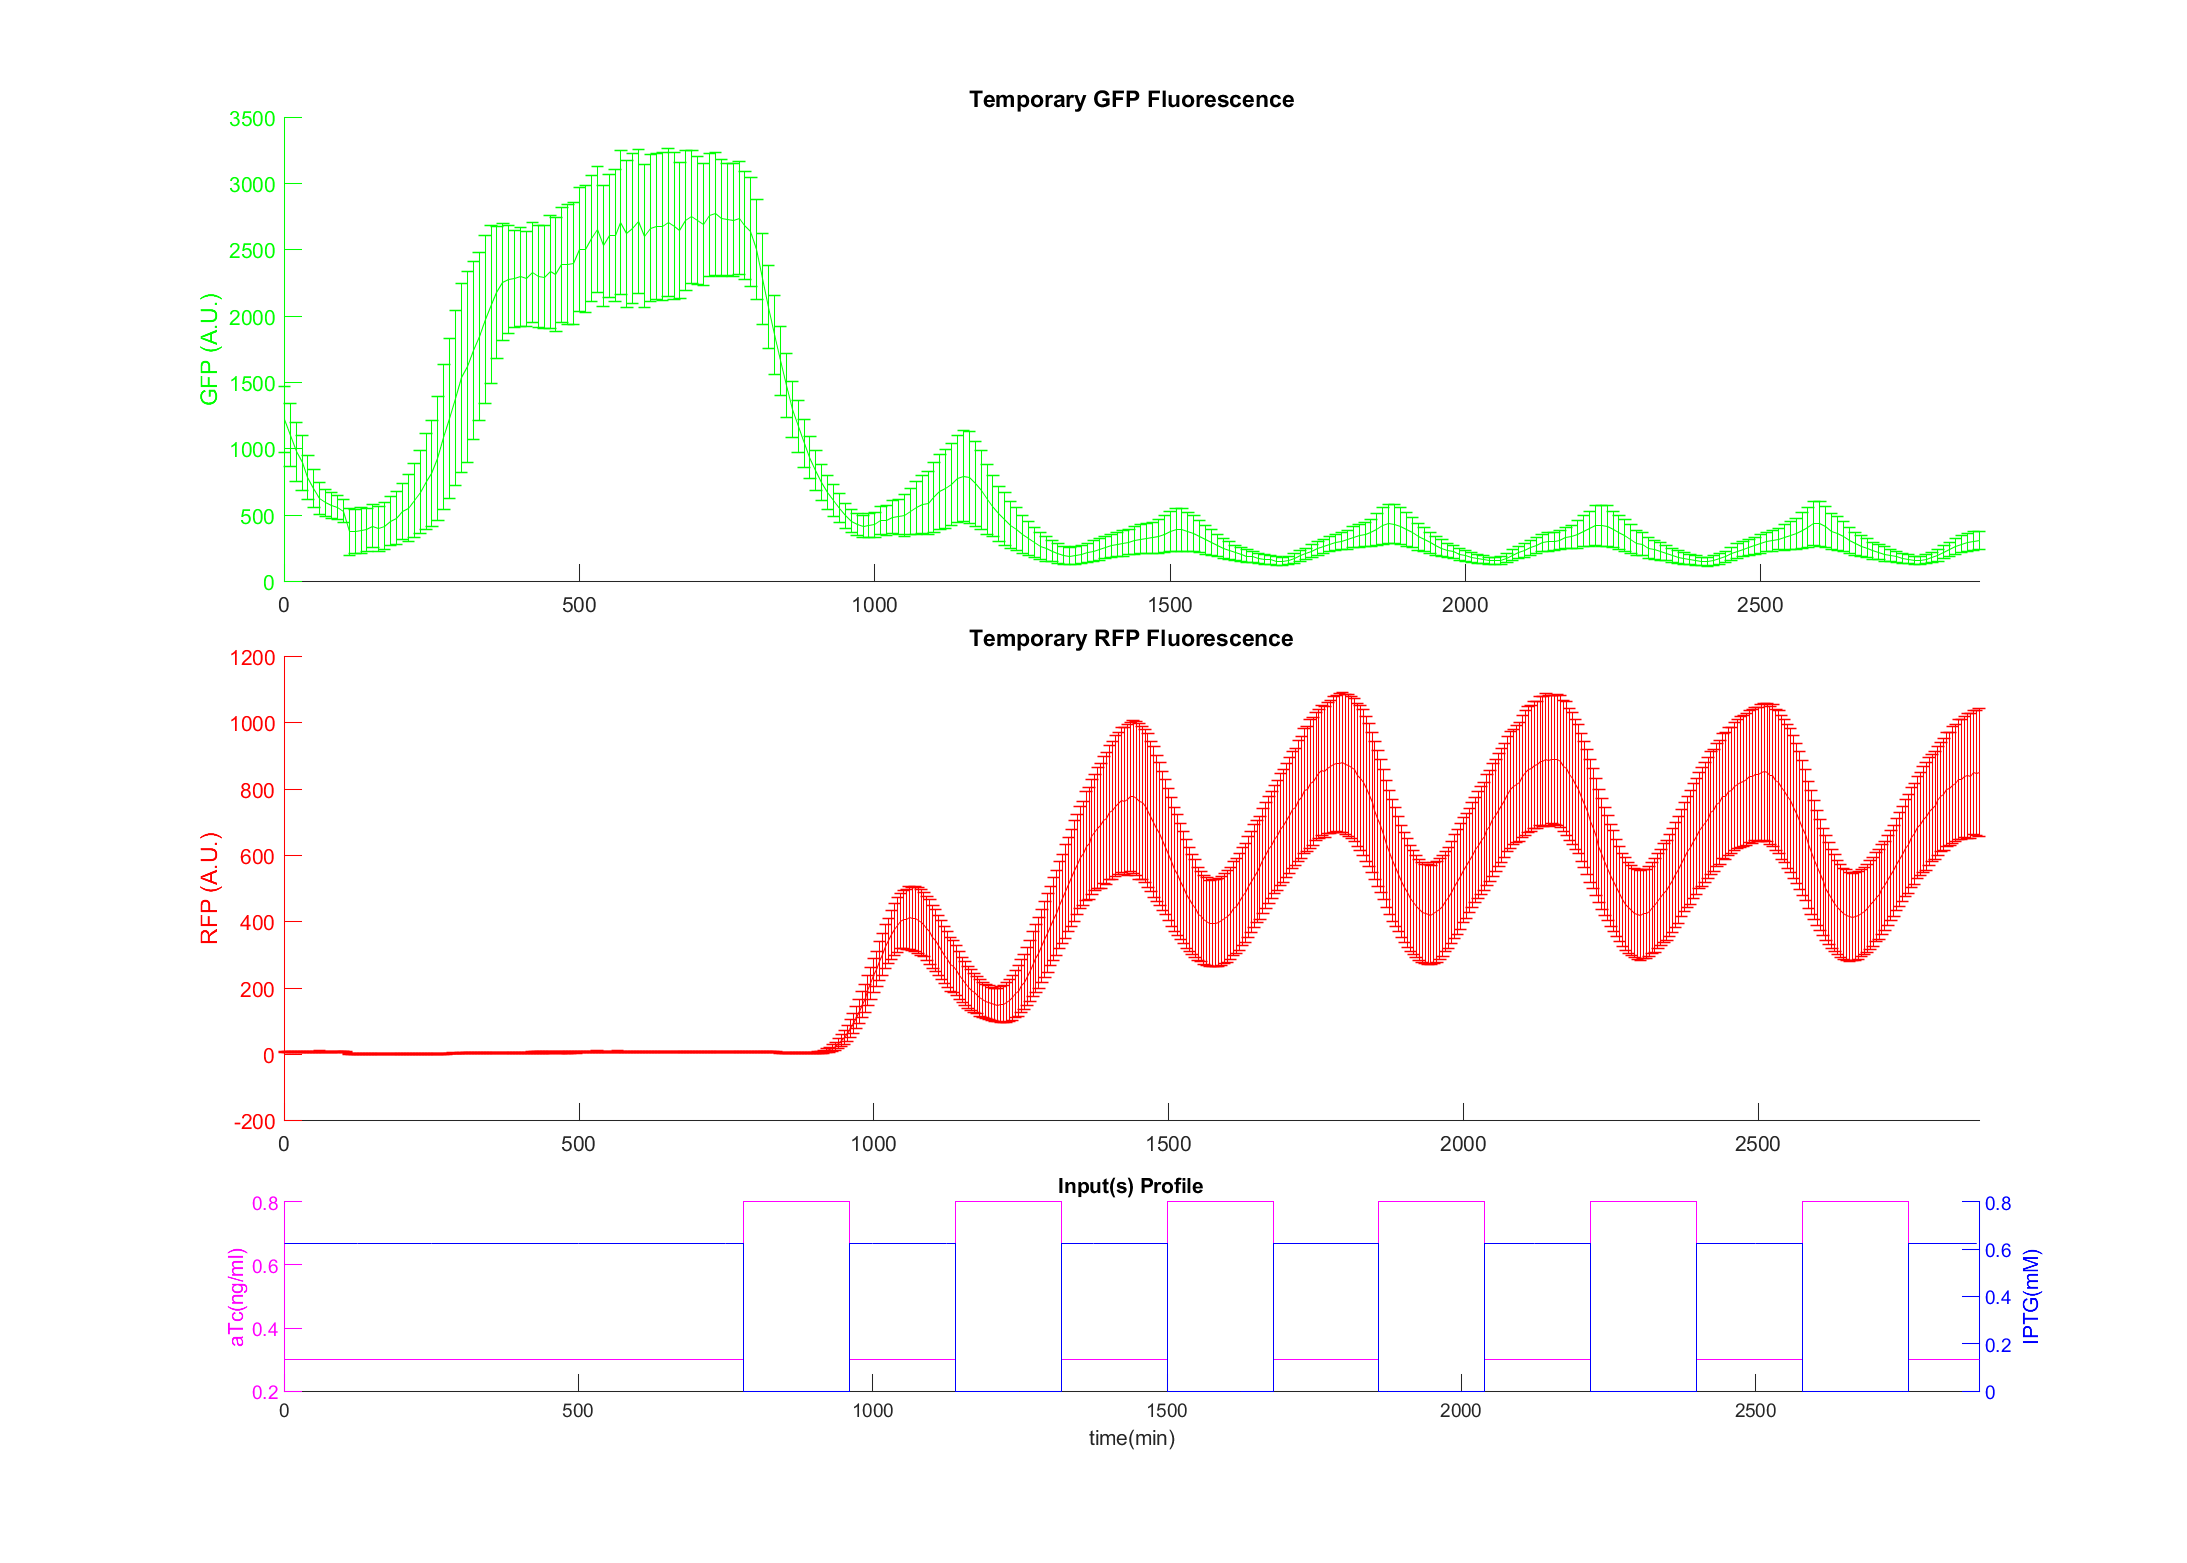 Temporary GFP Fluorescence
3500
3000
2500
2000
1500
1000
500
0
GFP (A.U.)
0 500 1000 1500 2000 2500
Temporary RFP Fluorescence
1200
1000
800
600
400
200
0
-200
RFP (A.U.)
0 500 1000 1500 2000 2500
Input(s) Profile
0.8 0.8
0.6 0.6
0.4 0.4
0.2
0.2 0
aTc(ng/ml)
IPTG(mM)
0 500 1000 1500 2000 2500
time(min)